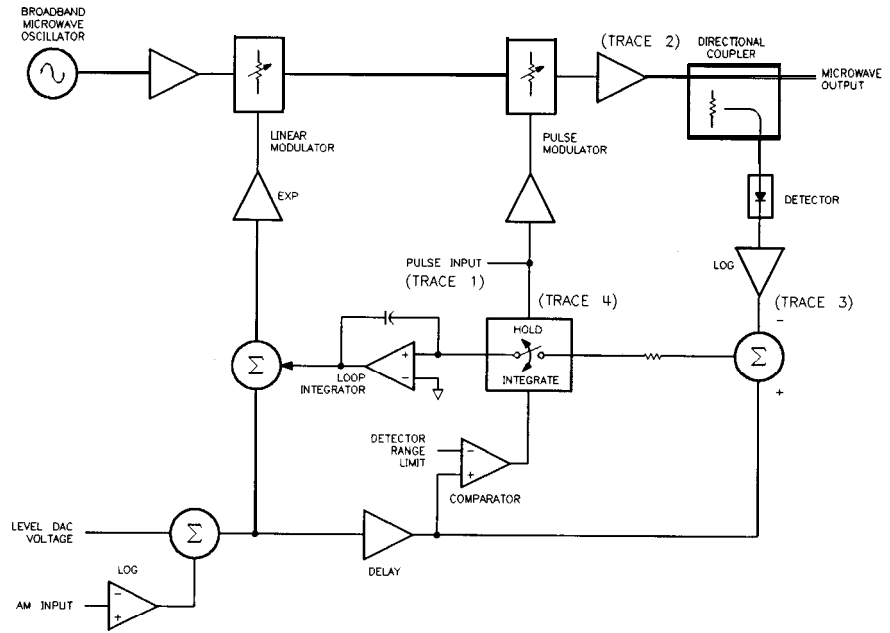 BROADBAND
MICROWAVE
OSCILLATOR
(TRACE 2)
DIRECTIONAL
COUPLER
MICROWAVE
OUTPUT
LINEAR
MODULATOR
PULSE
MODULATOR
EXP
DETECTOR
PULSE INPUT
(TRACE 1)
LOG
(TRACE 4)
(TRACE 3)
HOLD
INTEGRATE
−
Σ
+
Σ
+
−
LOOP
INTEGRATOR
DETECTOR
RANGE
LIMIT
−
+
COMPARATOR
LEVEL DAC
VOLTAGE
Σ
DELAY
LOG
AM INPUT
−
+